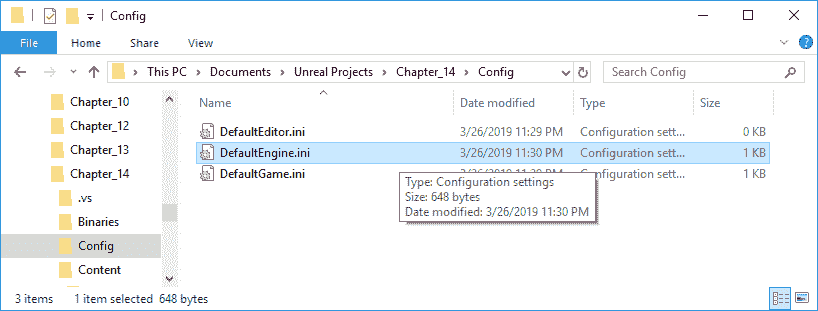 Config
File Home Share View
This PC Documents Unreal Projects Chapter_14 Config Search Config
Chapter_10
Chapter_12
Chapter_13
Chapter_14
.vs
Binaries
Config
Content
Name Date modified Type Size
DefaultEditor.ini 3/26/2019 11:29 PM Configuration sett... 0 KB
DefaultEngine.ini 3/26/2019 11:30 PM Configuration sett... 1 KB
DefaultGame.ini Configuration sett... 1 KB
Type: Configuration settings
Size: 648 bytes
Date modified: 3/26/2019 11:30 PM
3 items 1 item selected 648 bytes